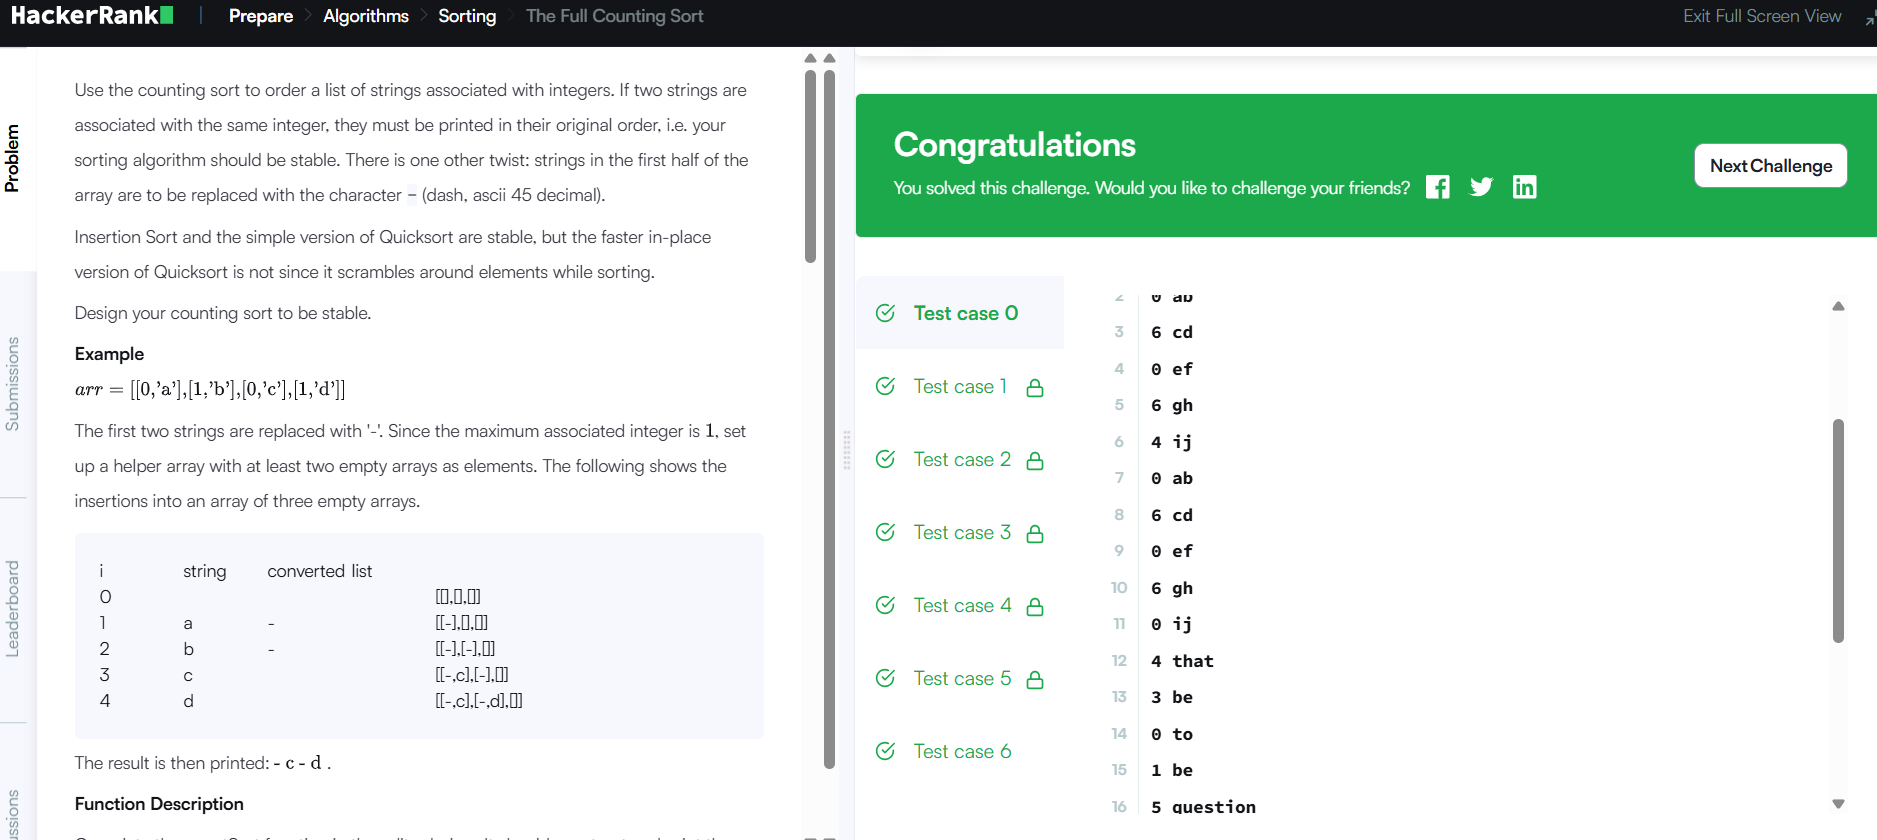 HackerRank
Prepare
Algorithms
Sorting
The Full Counting Sort
Exit Full Screen View
Problem
Submissions
Leaderboard
Use the counting sort to order a list of strings associated with integers. If two strings are
associated with the same integer, they must be printed in their original order, i.e. your
sorting algorithm should be stable. There is one other twist: strings in the first half of the
array are to be replaced with the character - (dash, ascii 45 decimal).
Insertion Sort and the simple version of Quicksort are stable, but the faster in-place
version of Quicksort is not since it scrambles around elements while sorting.
Design your counting sort to be stable.
Example
arr = [[0,'a'],[1,'b'],[0,'c'],[1,'d']]
The first two strings are replaced with '-'. Since the maximum associated integer is 1, set
up a helper array with at least two empty arrays as elements. The following shows the
insertions into an array of three empty arrays.
i string converted list
0 [[],[],[]]
1 a - [[-],[],[]]
2 b - [[-],[-],[]]
3 c [[-,c],[-],[]]
4 d [[-,c],[-,d],[]]
The result is then printed: - c - d .
Function Description
Congratulations
You solved this challenge. Would you like to challenge your friends?
Next Challenge
Test case 0
Test case 1
Test case 2
Test case 3
Test case 4
Test case 5
Test case 6
2 0 ab
3 6 cd
4 0 ef
5 6 gh
6 4 ij
7 0 ab
8 6 cd
9 0 ef
10 6 gh
11 0 ij
12 4 that
13 3 be
14 0 to
15 1 be
16 5 question